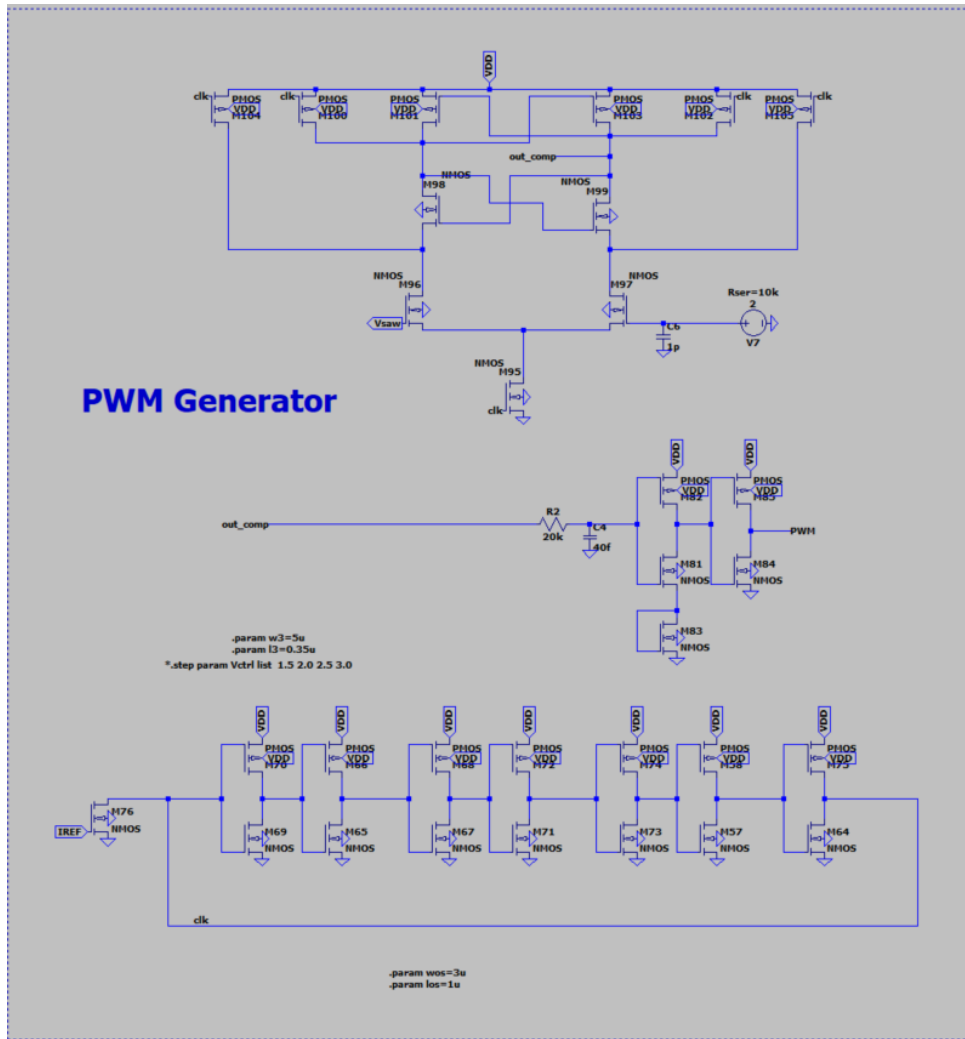 VDD
clk PMOS clk PMOS PMOS PMOS clk PMOS clk
VDD VDD VDD VDD VDD VDD
M104 M100 M101 M103 M102 M105
out_comp
NMOS NMOS
M98 M99
NMOS NMOS
M96 M97
Rser=10k
2
Vsaw
C6
1p
V7
NMOS
M95
clk
PWM Generator
VDD VDD
PMOS PMOS
VDD VDD
M82 M85
out_comp
R2
20k
C4
40f
PWM
M81 M84
NMOS NMOS
M83
NMOS
.param w3=5u
.param l3=0.35u
*.step param Vctrl list 1.5 2.0 2.5 3.0
VDD VDD VDD VDD VDD VDD VDD
PMOS PMOS PMOS PMOS PMOS PMOS PMOS
VDD VDD VDD VDD VDD VDD VDD
M70 M66 M68 M72 M74 M58 M75
M76
IREF
NMOS
M69 M65 M67 M71 M73 M57 M64
NMOS NMOS NMOS NMOS NMOS NMOS NMOS
clk
.param wos=3u
.param los=1u